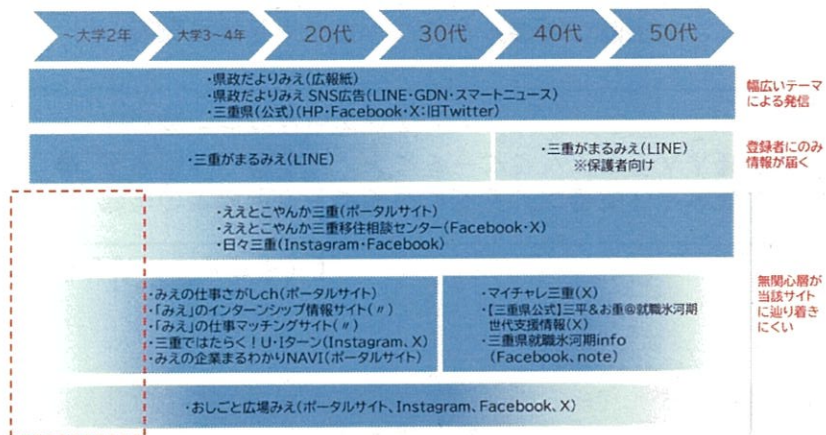 ～大学2年
大学3～4年
20代
30代
40代
50代
・県政だよりみえ(広報紙)
・県政だよりみえ SNS広告(LINE・GDN・スマートニュース)
・三重県(公式)(HP・Facebook・X:旧Twitter)
幅広いテーマ
による発信
・三重がまるみえ(LINE)
・三重がまるみえ(LINE)
※保護者向け
登録者にのみ
情報が届く
・ええとこやんか三重(ポータルサイト)
・ええとこやんか三重移住相談センター(Facebook・X)
・日々三重(Instagram・Facebook)
・みえの仕事さがしch(ポータルサイト)
・「みえ」のインターンシップ情報サイト(〃)
・「みえ」の仕事マッチングサイト(〃)
・三重ではたらく!U・Iターン(Instagram、X)
・みえの企業まるわかりNAVI(ポータルサイト)
・マイチャレ三重(X)
・【三重県公式】三平&お重@就職氷河期
世代支援情報(X)
・三重県就職氷河期info
(Facebook、note)
無関心層が
当該サイト
に辿り着き
にくい
・おしごと広場みえ(ポータルサイト、Instagram、Facebook、X)